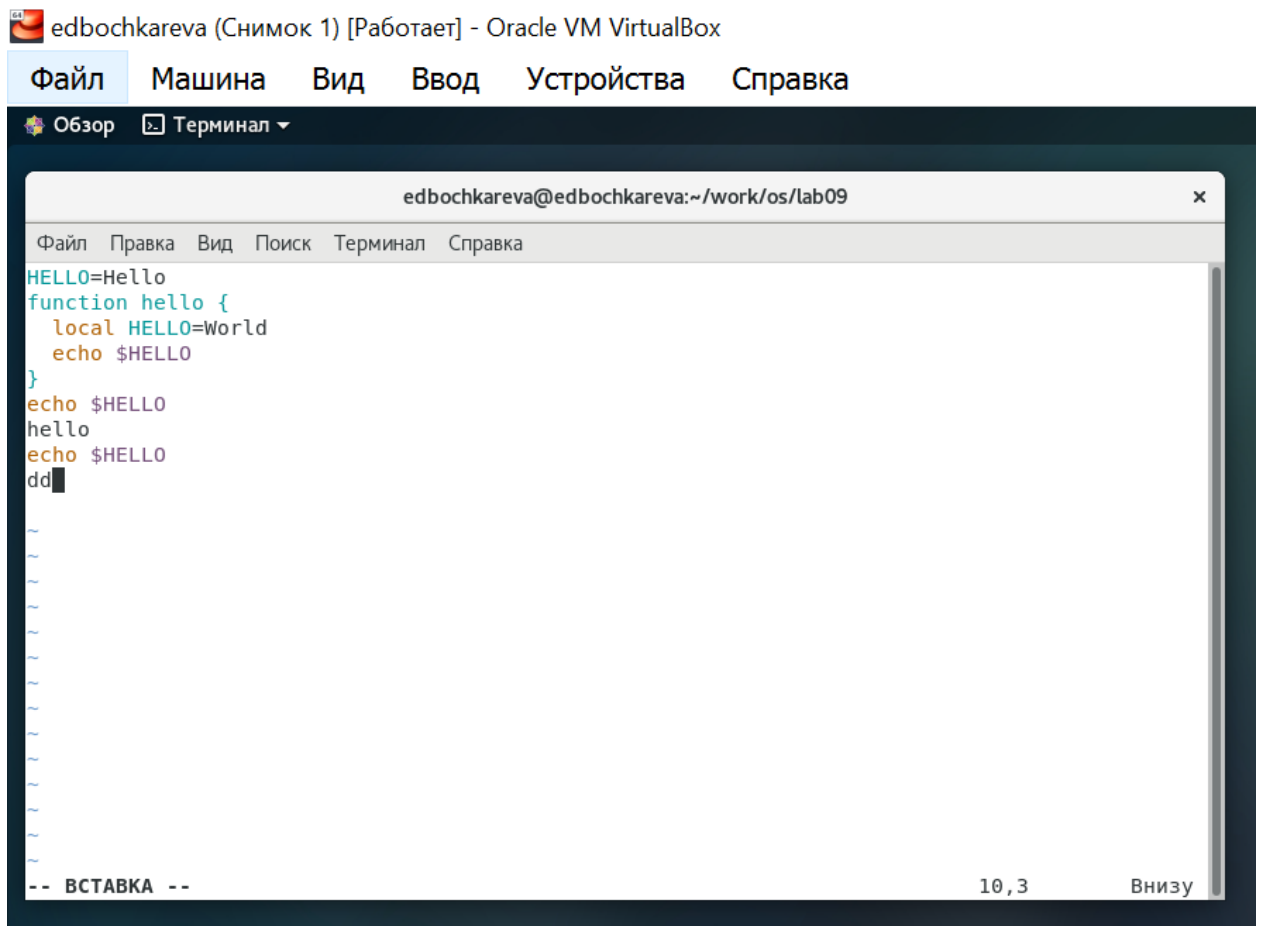 64
edbochkareva (Снимок 1) [Работает] - Oracle VM VirtualBox
Файл Машина Вид Ввод Устройства Справка
Обзор Терминал
edbochkareva@edbochkareva:~/work/os/lab09 ×
Файл Правка Вид Поиск Терминал Справка
HELLO=Hello
function hello {
  local HELLO=World
  echo $HELLO
}
echo $HELLO
hello
echo $HELLO
dd
~
~
~
~
~
~
~
~
~
~
~
~
~
~
-- ВСТАВКА -- 10,3 Внизу